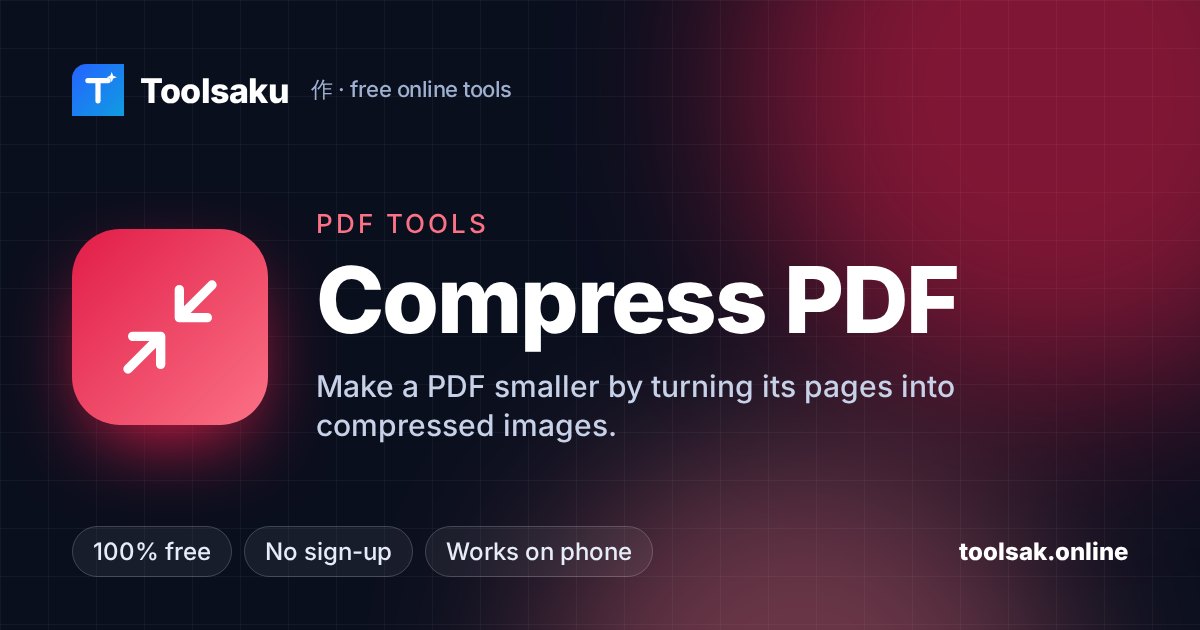 Toolsaku 作 · free online tools
PDF TOOLS
Compress PDF
Make a PDF smaller by turning its pages into
compressed images.
100% free No sign-up Works on phone toolsak.online